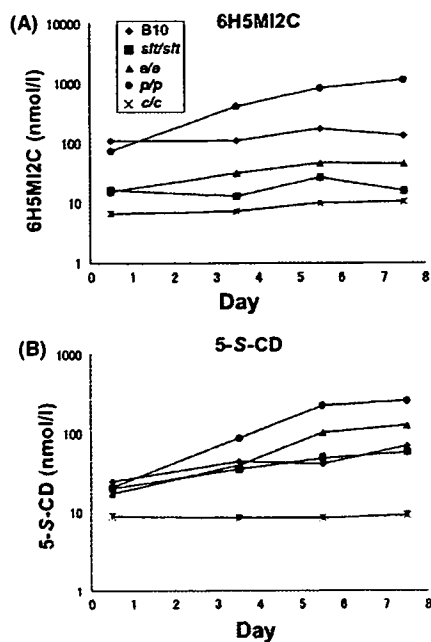 (A)
6H5MI2C
B10
slt/slt
e/e
p/p
c/c
6H5MI2C (nmol/l)
10000
1000
100
10
1
0 1 2 3 4 5 6 7 8
Day
(B)
5-S-CD
5-S-CD (nmol/l)
1000
100
10
1
0 1 2 3 4 5 6 7 8
Day